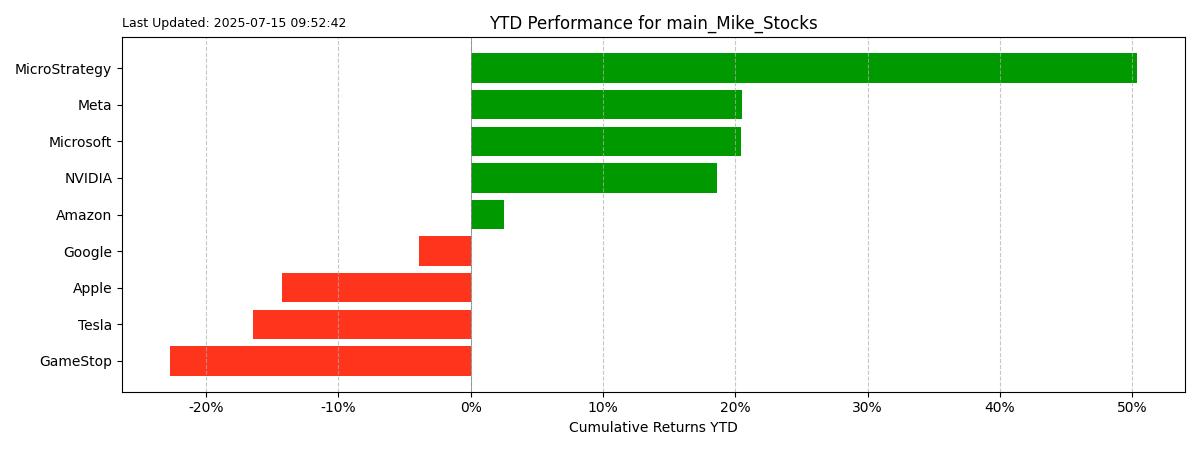 Last Updated: 2025-07-15 09:52:42
YTD Performance for main_Mike_Stocks
MicroStrategy
Meta
Microsoft
NVIDIA
Amazon
Google
Apple
Tesla
GameStop
-20% -10% 0% 10% 20% 30% 40% 50%
Cumulative Returns YTD